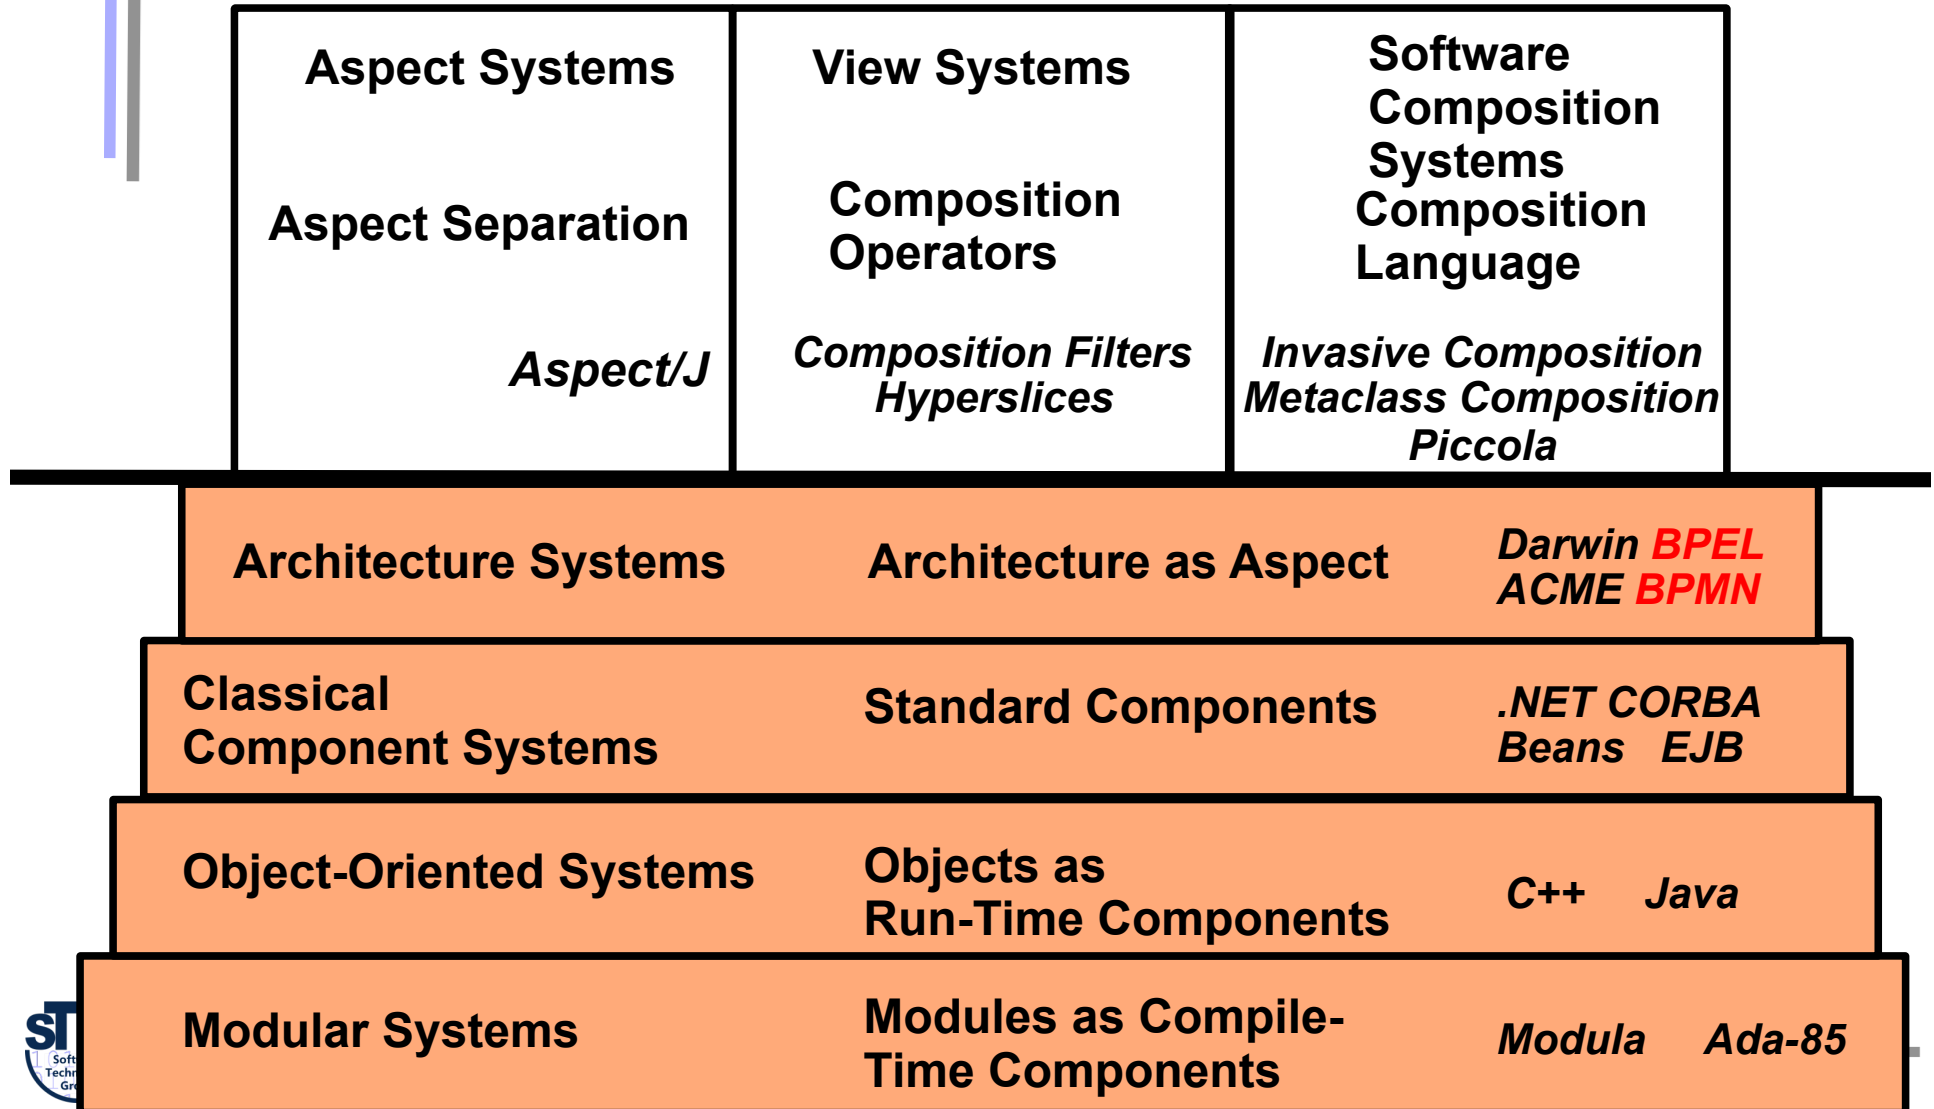 Aspect Systems
Aspect Separation
Aspect/J
View Systems
Composition
Operators
Composition Filters
Hyperslices
Software
Composition
Systems
Composition
Language
Invasive Composition
Metaclass Composition
Piccola
Architecture Systems
Architecture as Aspect
Darwin BPEL
ACME BPMN
Classical
Component Systems
Standard Components
.NET CORBA
Beans EJB
Object-Oriented Systems
Objects as
Run-Time Components
C++ Java
Modular Systems
Modules as Compile-
Time Components
Modula Ada-85